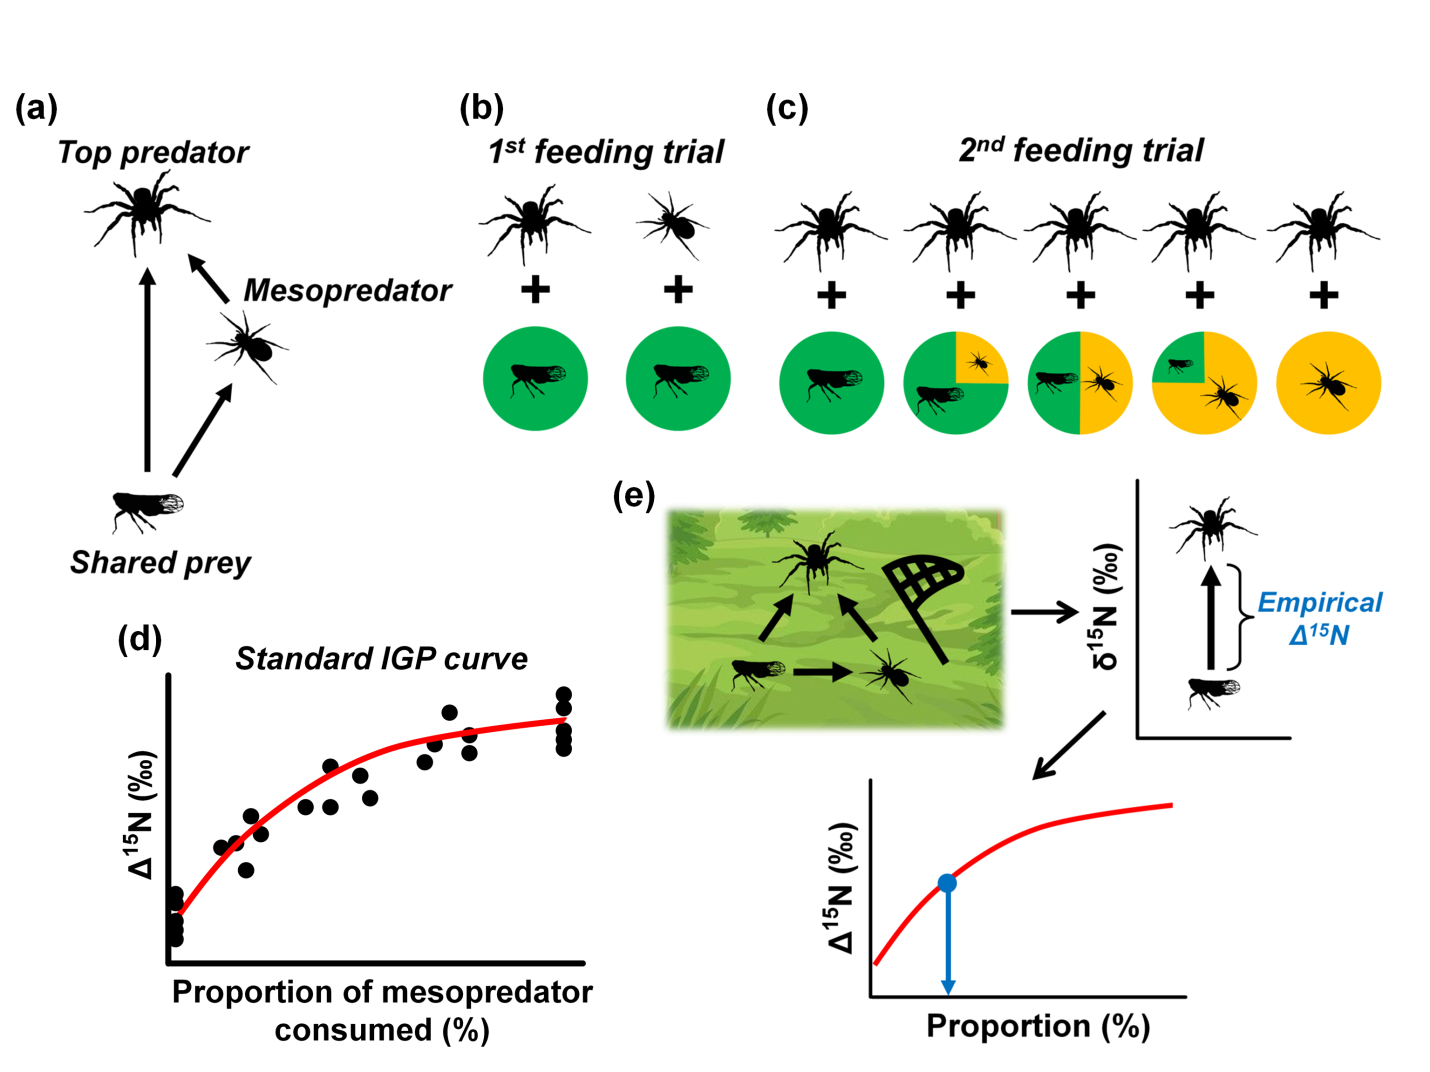 (a)
Top predator
Mesopredator
Shared prey
(b)
1st feeding trial
+
+
(c)
2nd feeding trial
+
+
+
+
+
(d)
Standard IGP curve
Δ15N (‰)
Proportion of mesopredator
consumed (%)
(e)
δ15N (‰)
Empirical
Δ15N
Δ15N (‰)
Proportion (%)